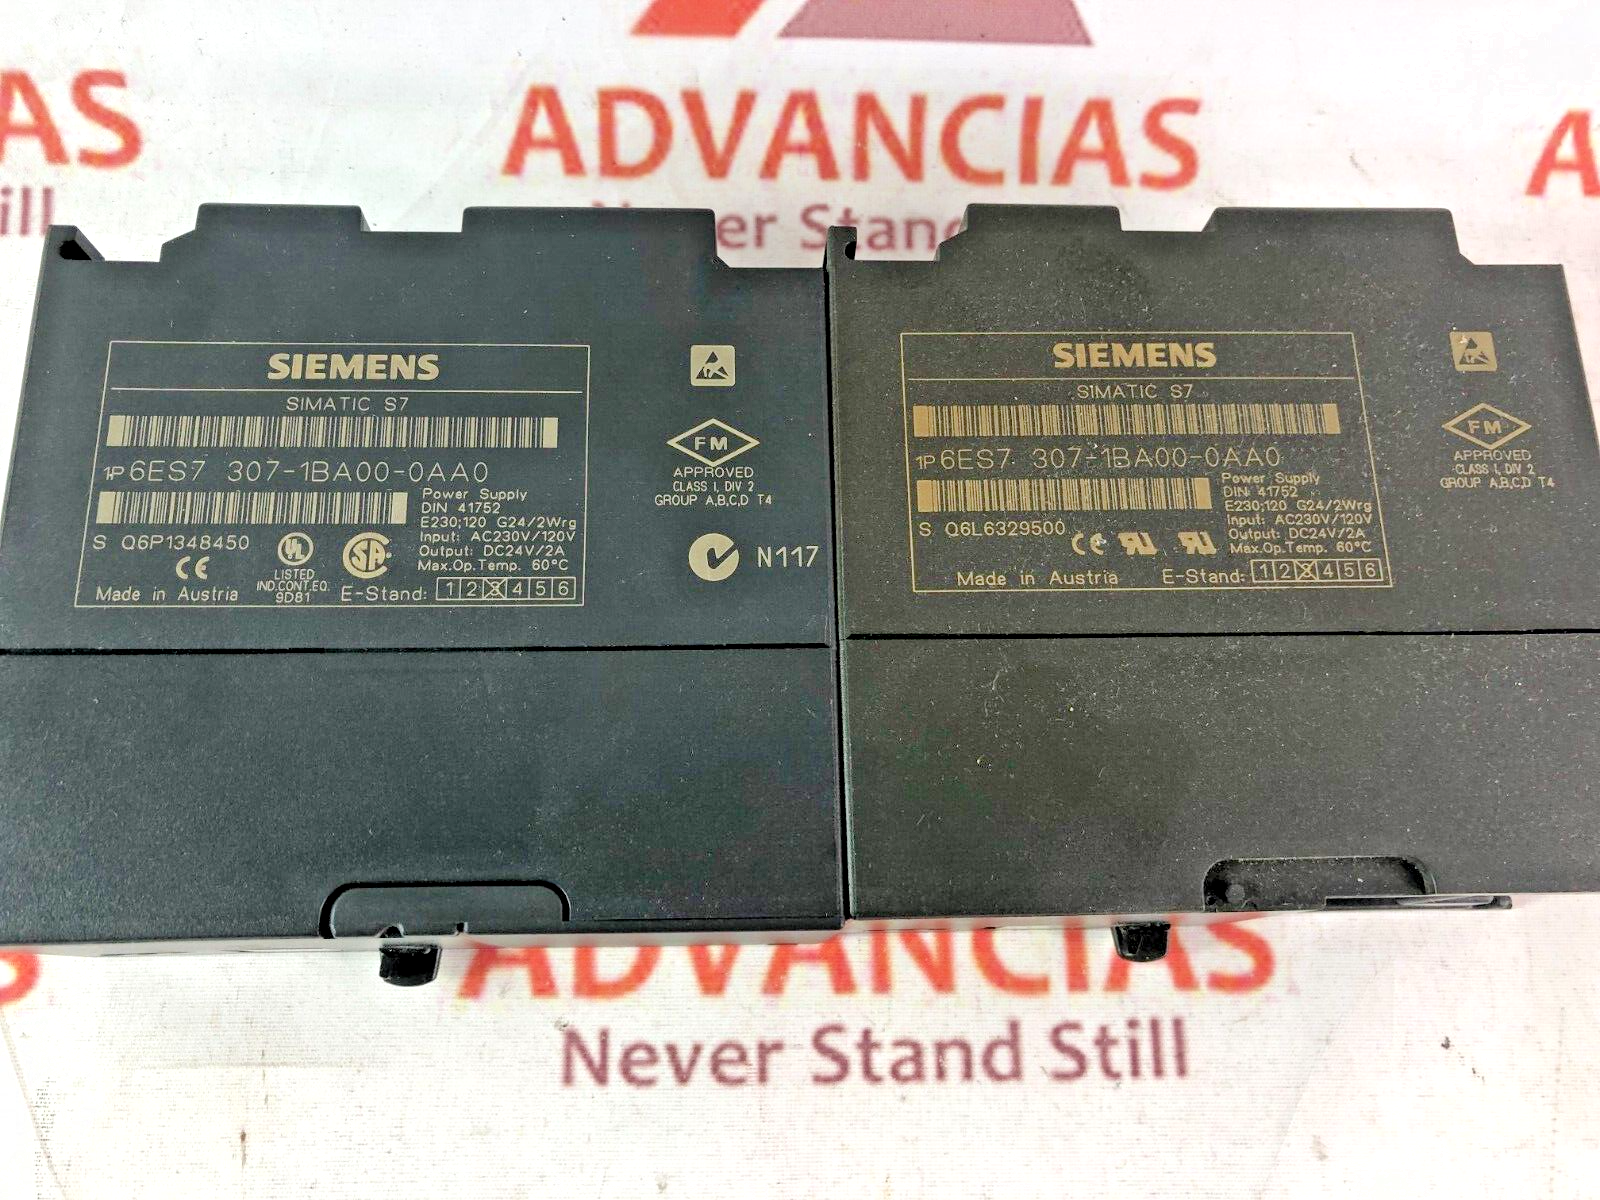 ADVANCIAS
AS
A
ill
Never Stand
SIEMENS
SIMATIC S7
1P 6ES7 307-1BA00-0AA0
Power Supply
DIN 41752
E230;120 G24/2Wrg
Input: AC230V/120V
Output: DC24V/2A
Max.Op.Temp. 60°C
S Q6P1348450
CE
UL
LISTED
IND.CONT.EQ.
9D81
SA
Made in Austria
E-Stand: 1 2 3 4 5 6
FM
APPROVED
CLASS I, DIV 2
GROUP A,B,C,D T4
N117
SIEMENS
SIMATIC S7
1P 6ES7 307-1BA00-0AA0
Power Supply
DIN 41752
E230;120 G24/2Wrg
Input: AC230V/120V
Output: DC24V/2A
Max.Op.Temp. 60°C
S Q6L6329500
CE
Made in Austria
E-Stand: 1 2 3 4 5 6
FM
APPROVED
CLASS I, DIV 2
GROUP A,B,C,D T4
ADVANCIAS
Never Stand Still